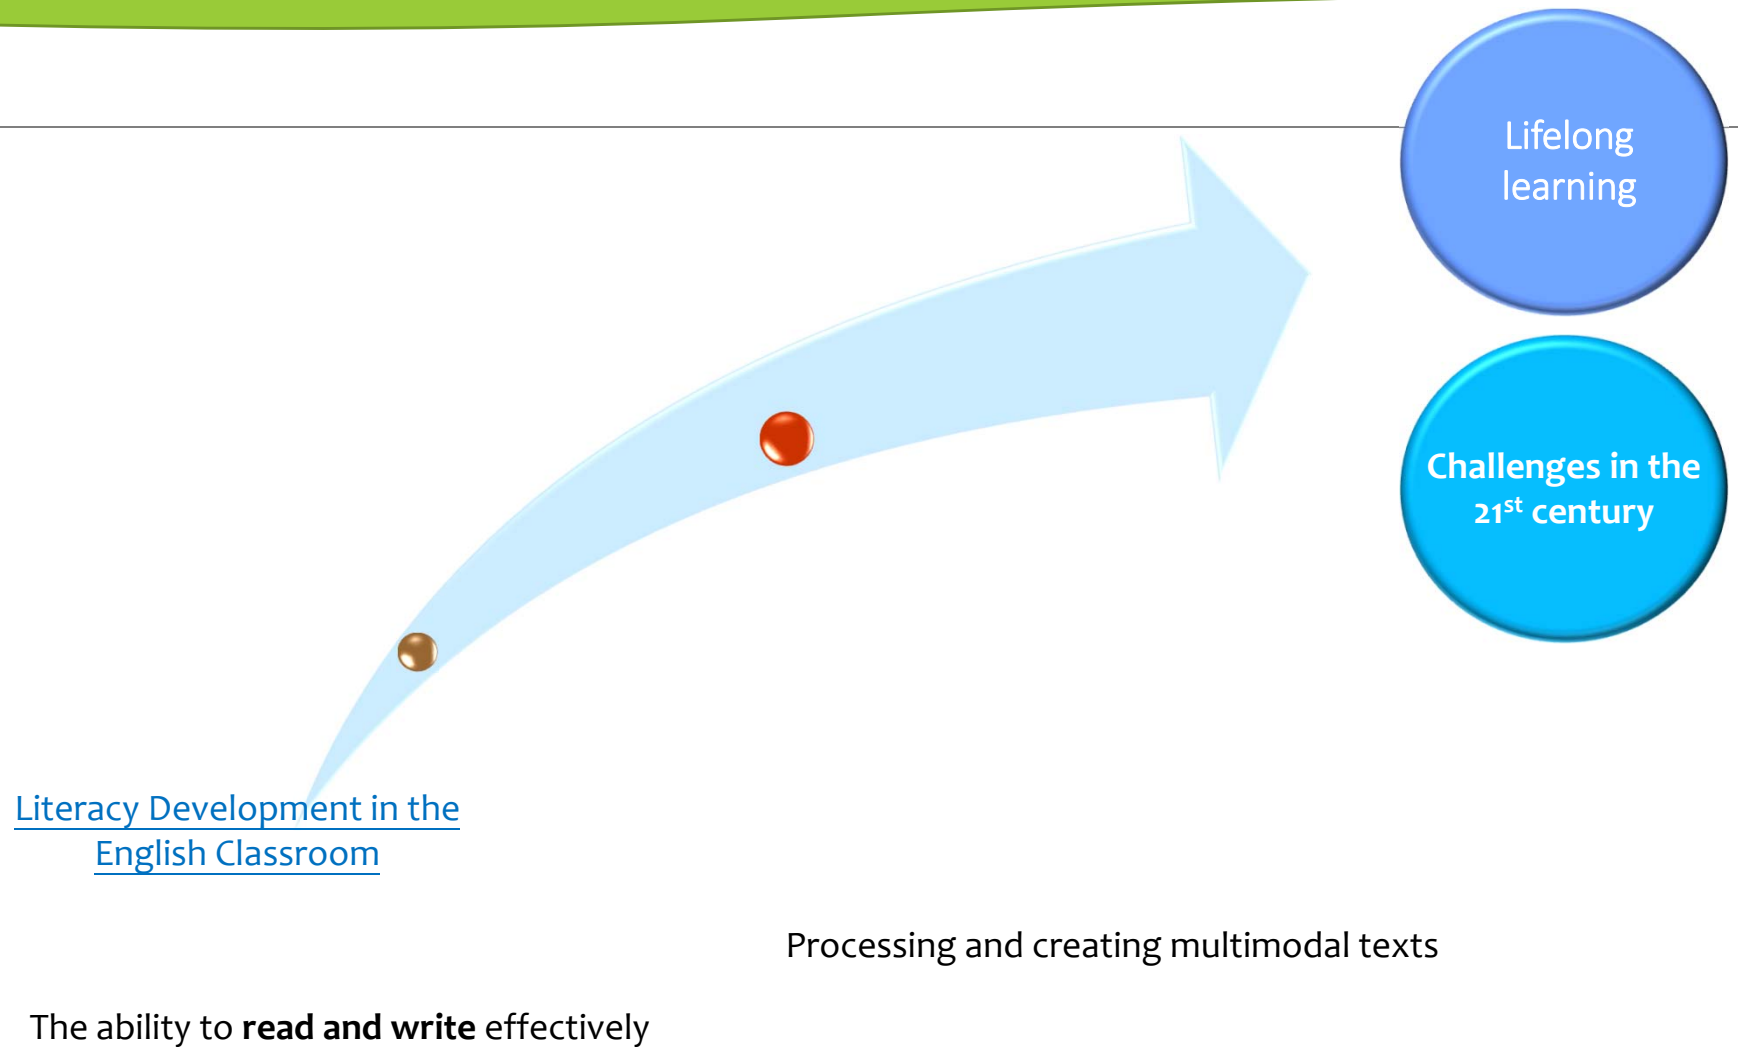 Lifelong
learning
Challenges in the
21st century
Literacy Development in the
English Classroom
Processing and creating multimodal texts
The ability to read and write effectively